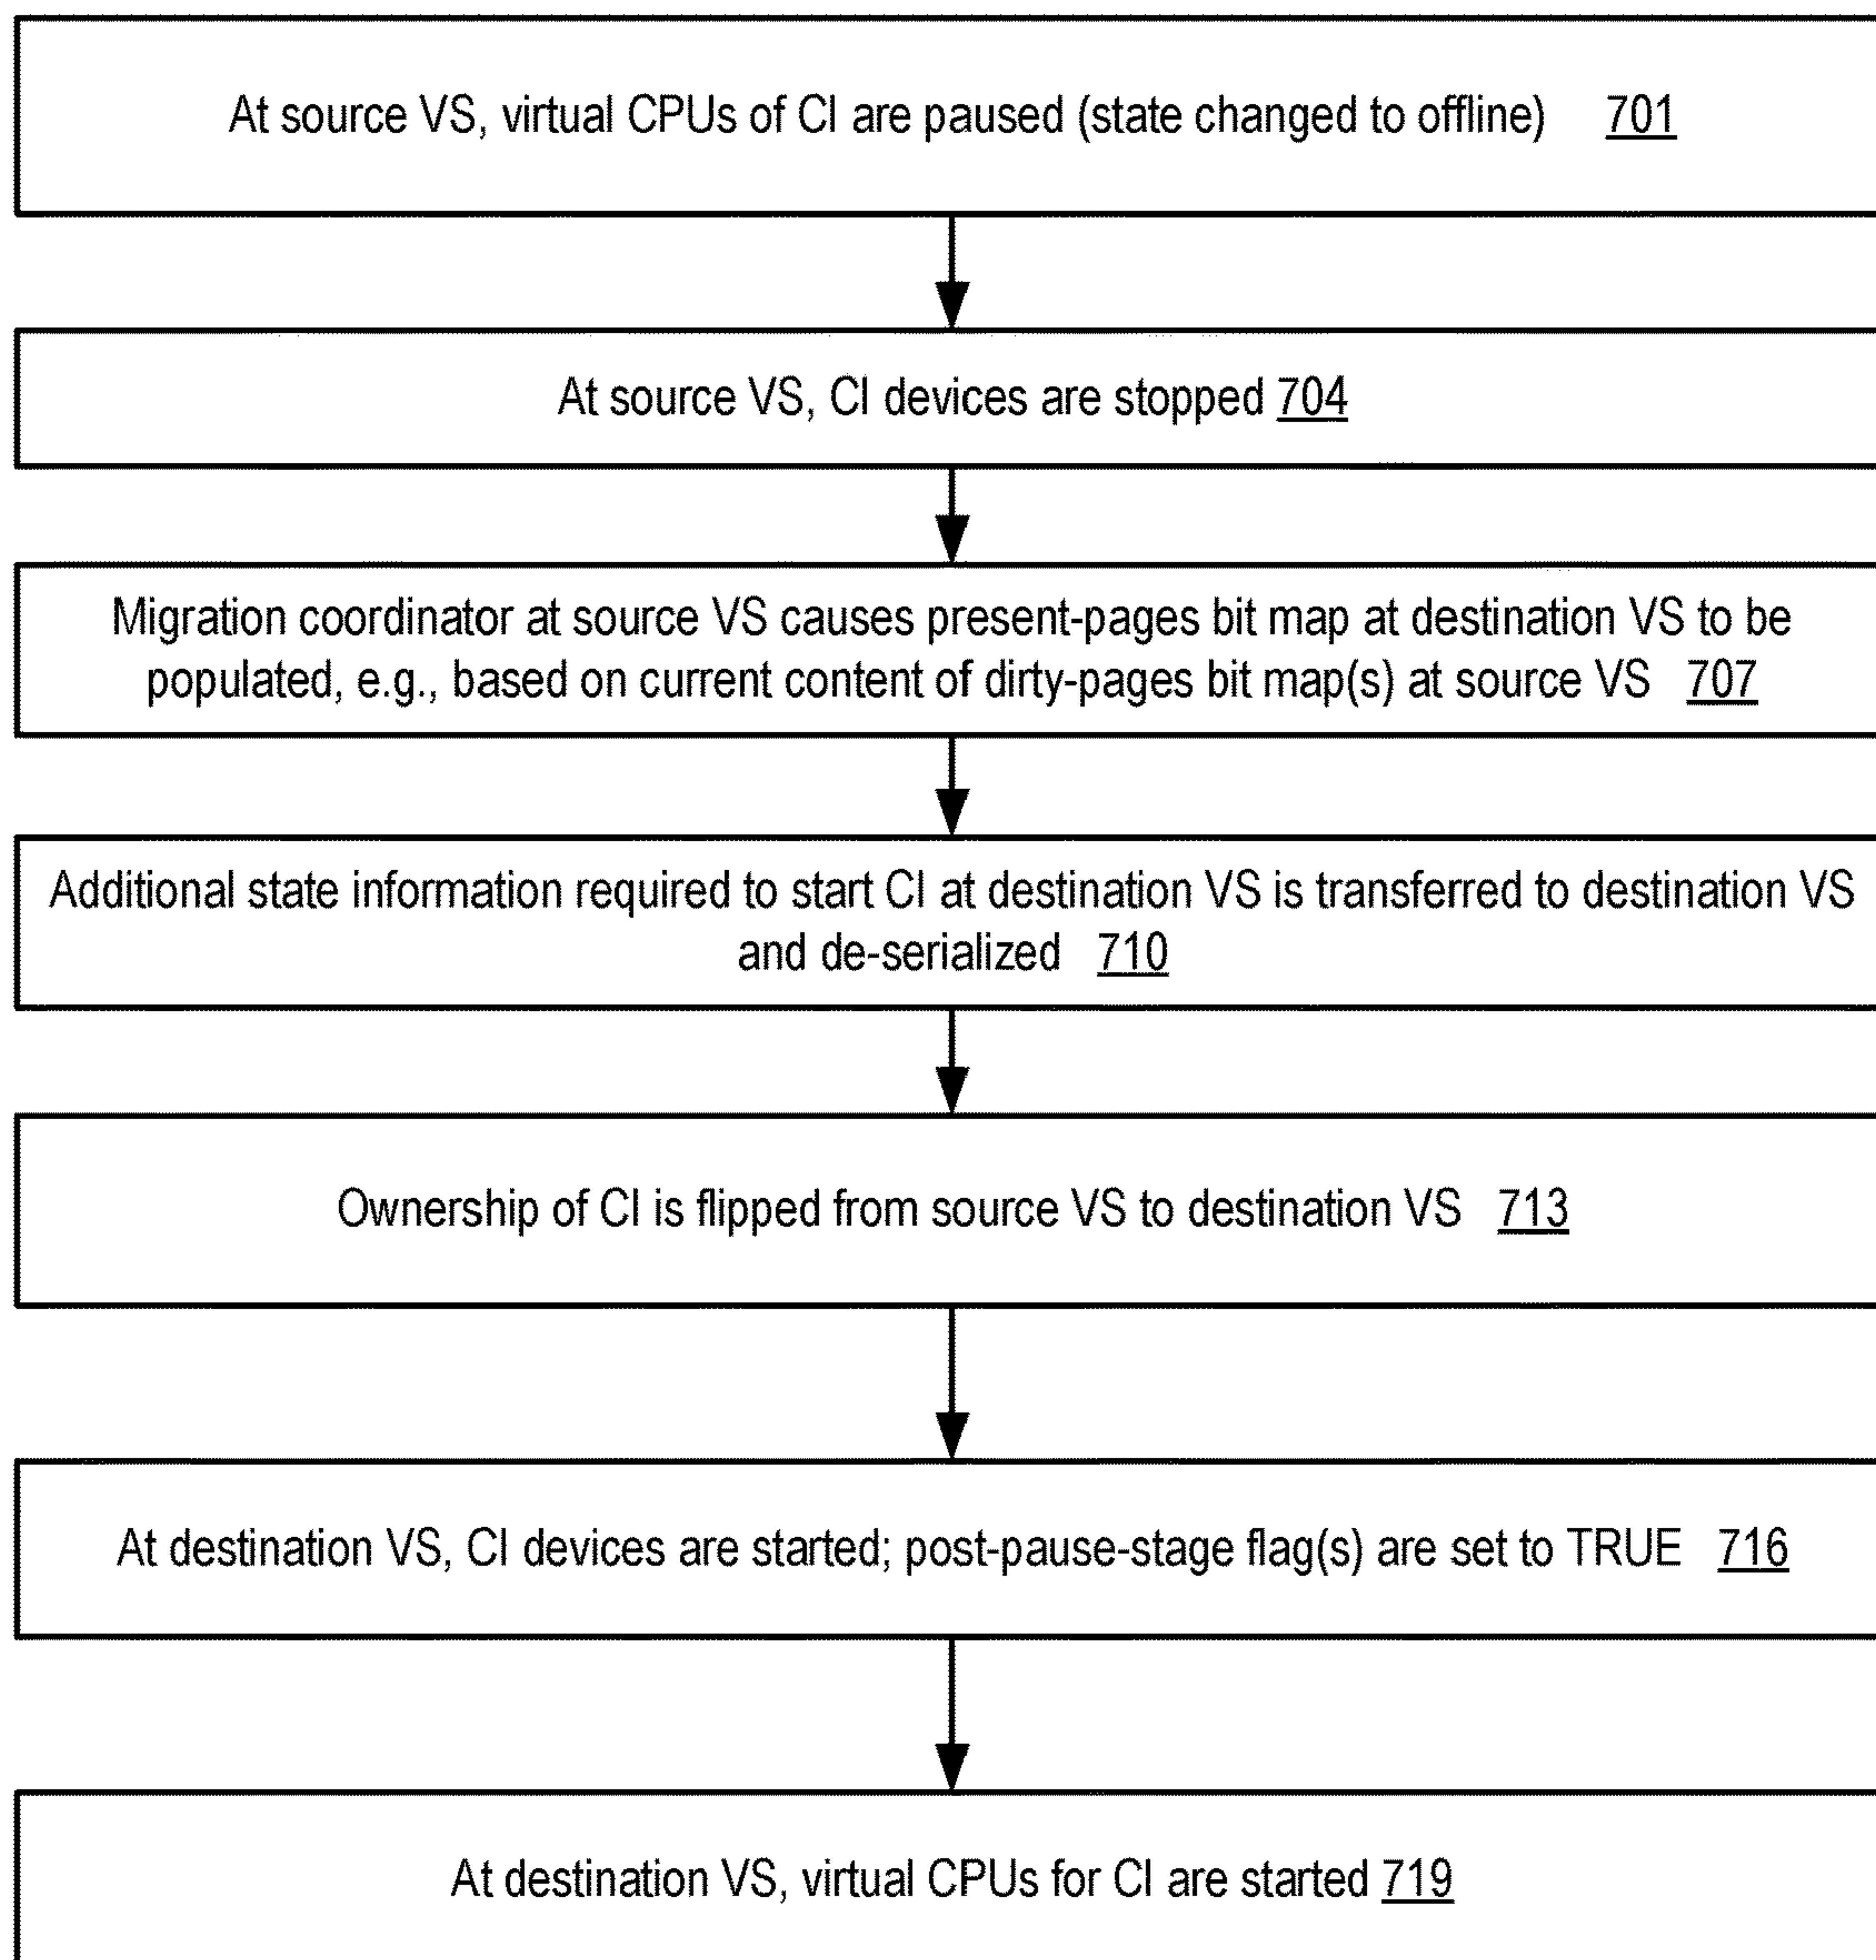 At source VS, virtual CPUs of CI are paused (state changed to offline) 701
At source VS, CI devices are stopped 704
Migration coordinator at source VS causes present-pages bit map at destination VS to be
populated, e.g., based on current content of dirty-pages bit map(s) at source VS 707
Additional state information required to start CI at destination VS is transferred to destination VS
and de-serialized 710
Ownership of CI is flipped from source VS to destination VS 713
At destination VS, CI devices are started; post-pause-stage flag(s) are set to TRUE 716
At destination VS, virtual CPUs for CI are started 719